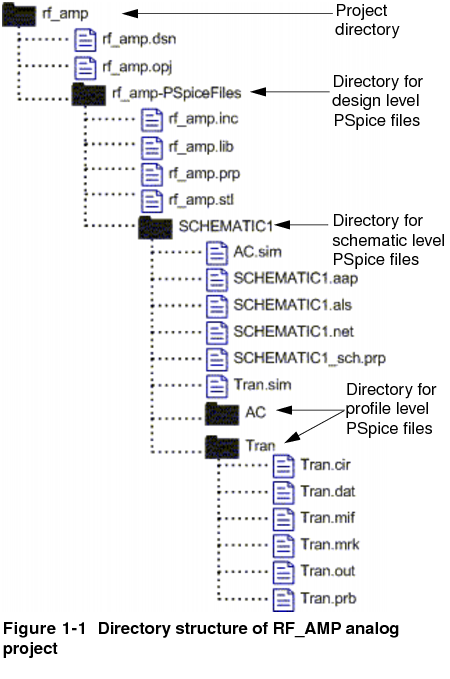 rf_amp
Project
directory
rf_amp.dsn
rf_amp.opj
rf_amp-PSpiceFiles
Directory for
design level
PSpice files
rf_amp.inc
rf_amp.lib
rf_amp.prp
rf_amp.stl
SCHEMATIC1
Directory for
schematic level
PSpice files
AC.sim
SCHEMATIC1.aap
SCHEMATIC1.als
SCHEMATIC1.net
SCHEMATIC1_sch.prp
Tran.sim
AC
Directory for
profile level
PSpice files
Tran
Tran.cir
Tran.dat
Tran.mif
Tran.mrk
Tran.out
Tran.prb
Figure 1-1 Directory structure of RF_AMP analog
project